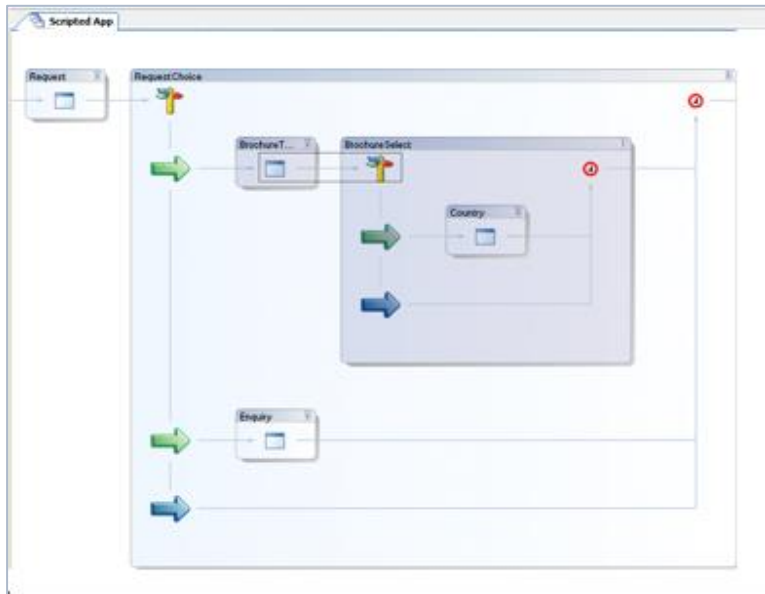 Scripted App
Request
RequestChoice
BrochureT...
BrochureSelect
Country
Enquiry